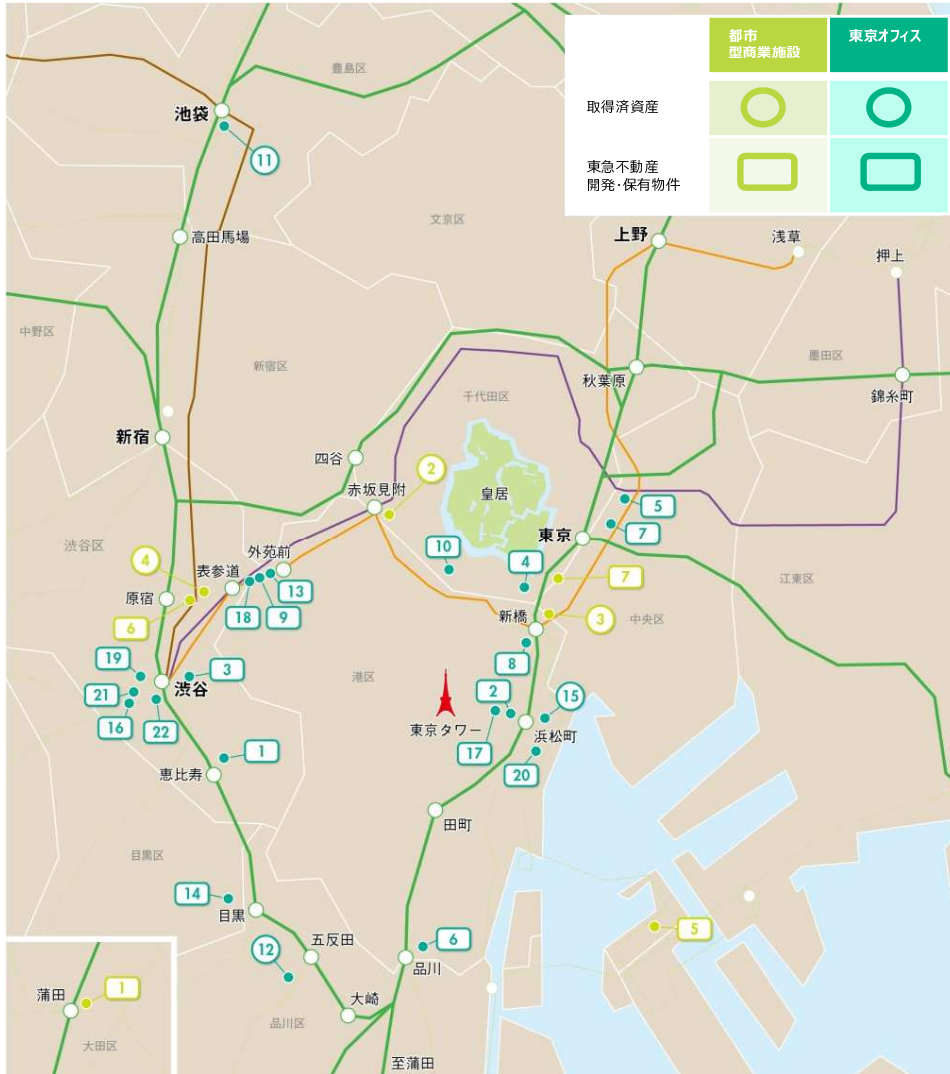 都市
型商業施設
東京オフィス
取得済資産
東急不動産
開発・保有物件
豊島区
池袋
11
文京区
高田馬場
上野
浅草
押上
中野区
新宿区
墨田区
秋葉原
千代田区
錦糸町
新宿
四谷
2
赤坂見附
皇居
5
東京
7
渋谷区
外苑前
10
4
4
表参道
13
7
江東区
原宿
18
9
6
新橋
3
中央区
8
19
3
渋谷
港区
21
2
15
16
22
東京タワー
17
浜松町
1
20
恵比寿
田町
目黒区
14
目黒
5
12
五反田
6
品川
1
蒲田
大崎
品川区
大田区
至蒲田